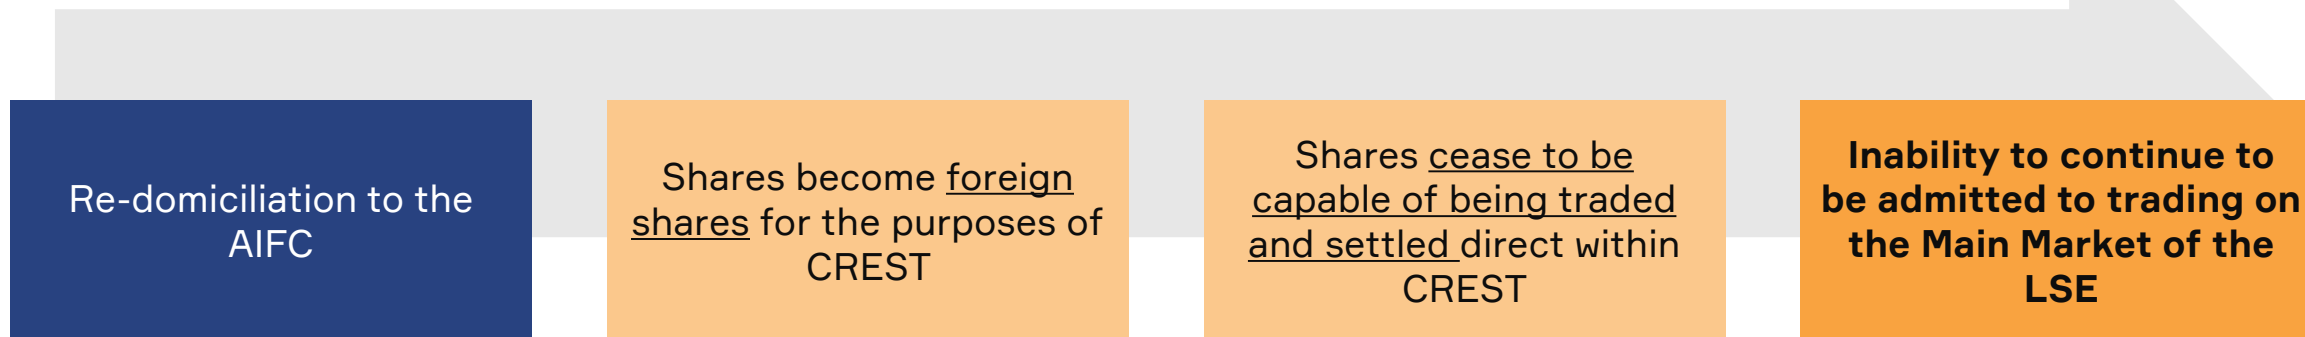 Re-domiciliation to the
AIFC
Shares become foreign
shares for the purposes of
CREST
Shares cease to be
capable of being traded
and settled direct within
CREST
Inability to continue to
be admitted to trading on
the Main Market of the
LSE